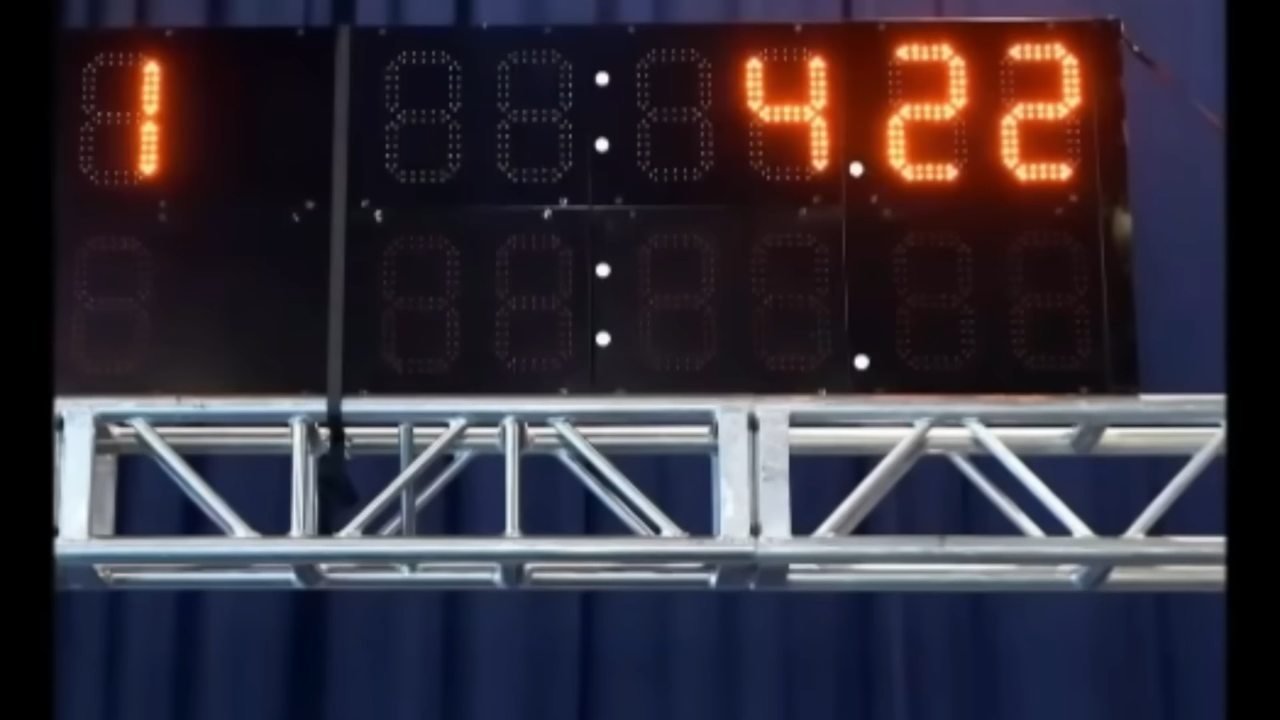 1 : 4.22
: .